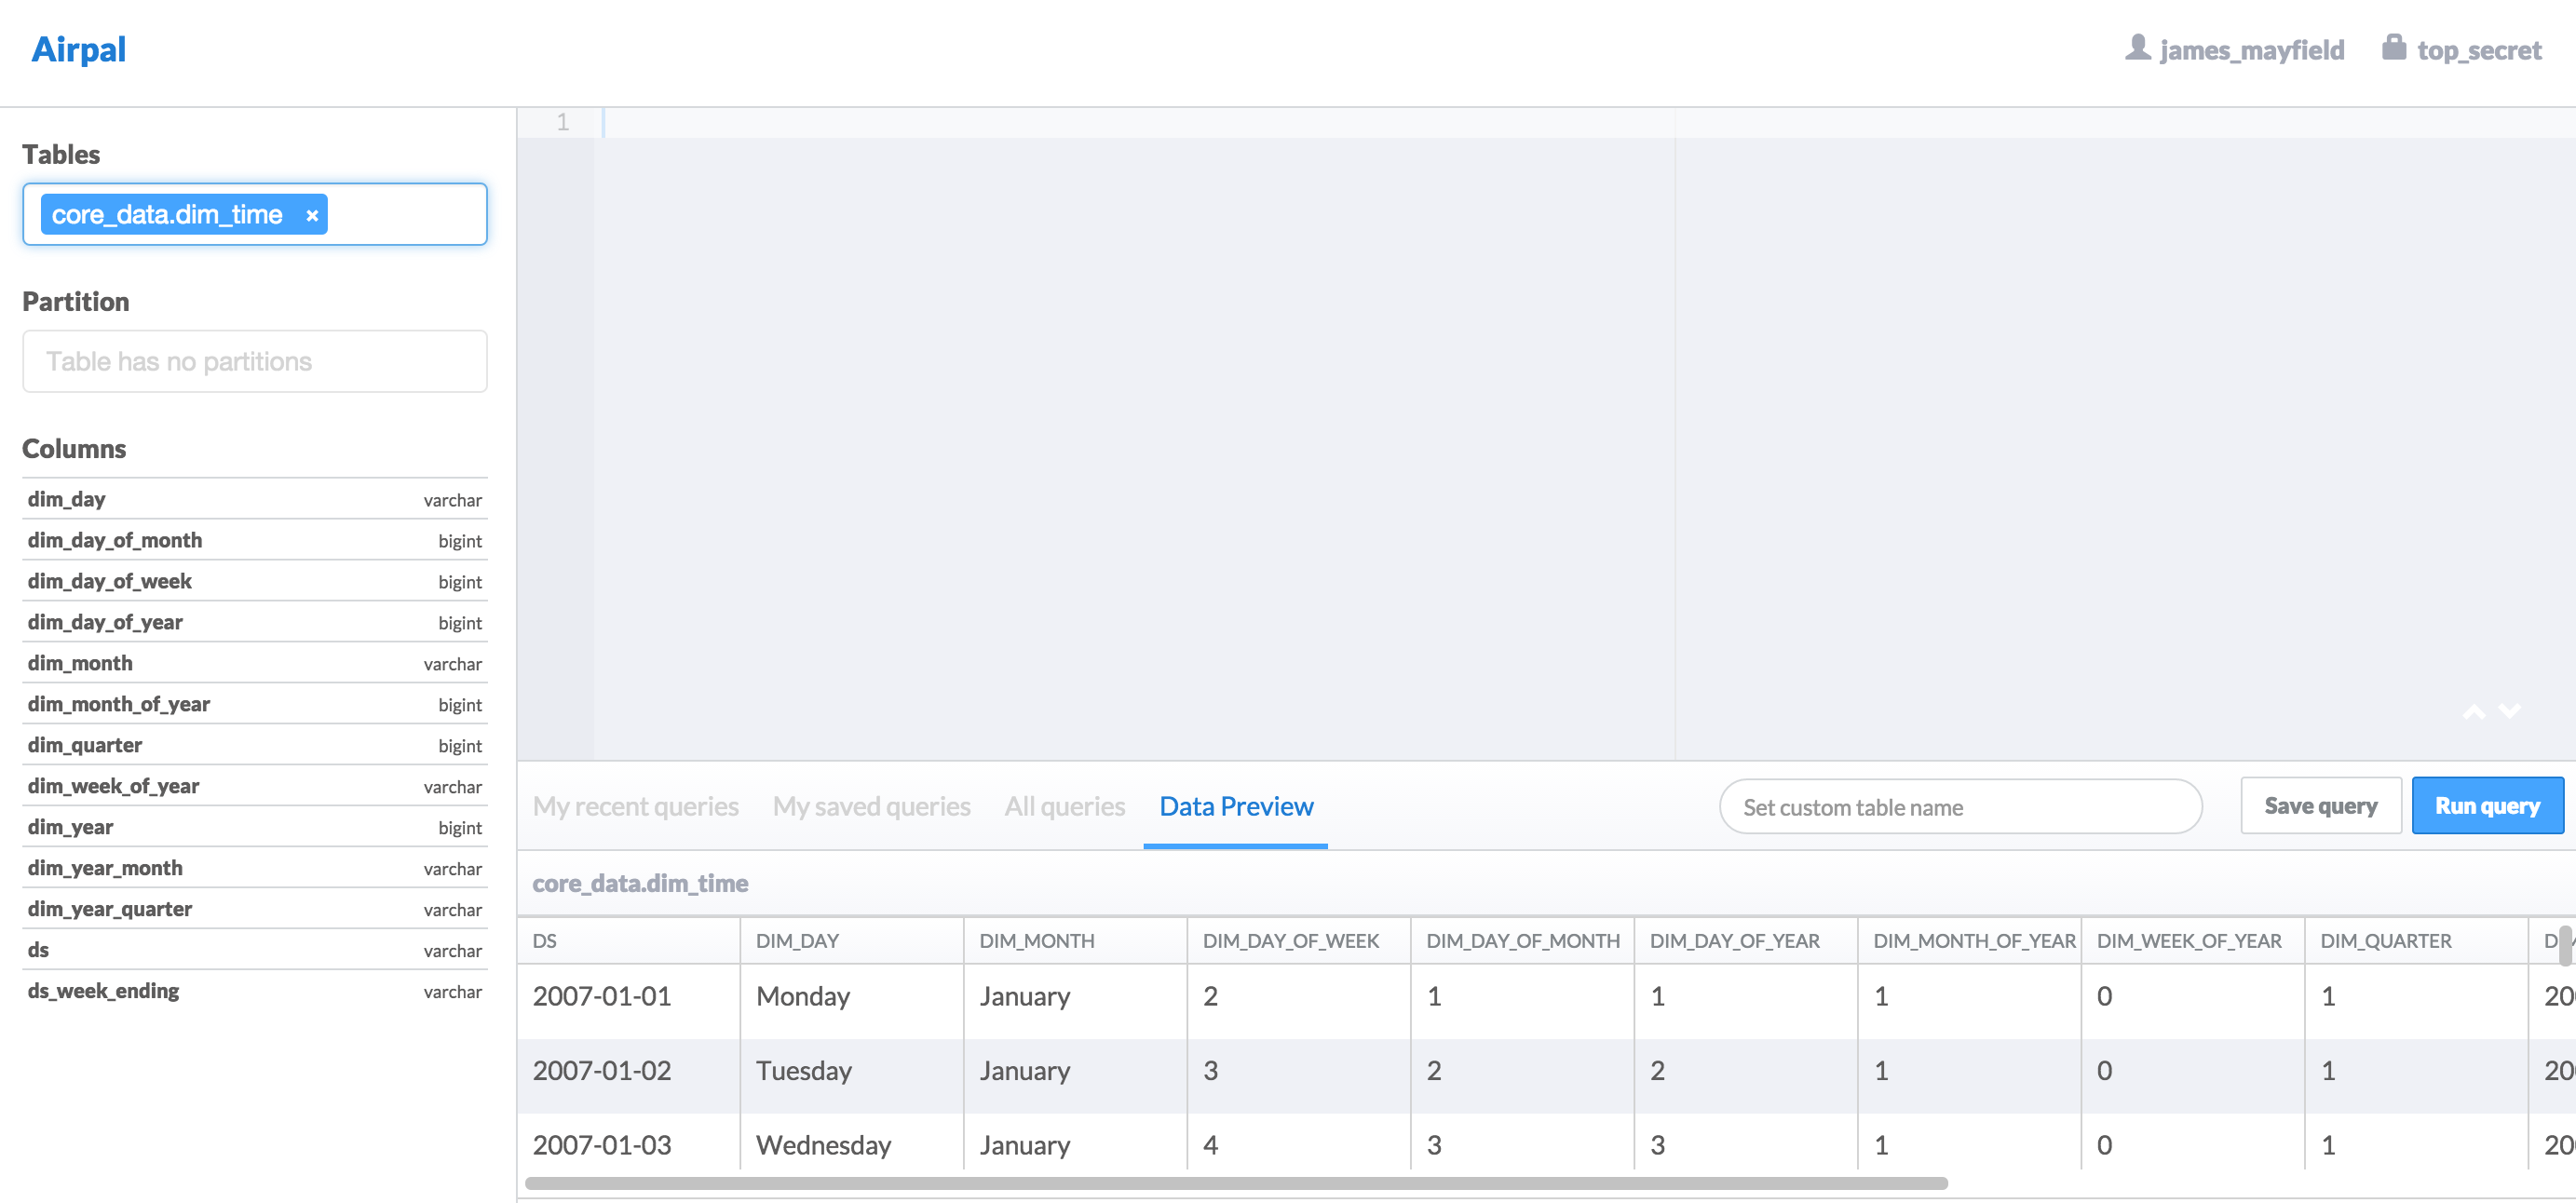 Airpal
james_mayfield top_secret
Tables
core_data.dim_time ×
Partition
Table has no partitions
Columns
dim_day varchar
dim_day_of_month bigint
dim_day_of_week bigint
dim_day_of_year bigint
dim_month varchar
dim_month_of_year bigint
dim_quarter bigint
dim_week_of_year varchar
dim_year bigint
dim_year_month varchar
dim_year_quarter varchar
ds varchar
ds_week_ending varchar
1
My recent queries My saved queries All queries Data Preview Set custom table name Save query Run query
core_data.dim_time
DS DIM_DAY DIM_MONTH DIM_DAY_OF_WEEK DIM_DAY_OF_MONTH DIM_DAY_OF_YEAR DIM_MONTH_OF_YEAR DIM_WEEK_OF_YEAR DIM_QUARTER
2007-01-01 Monday January 2 1 1 1 0 1 20
2007-01-02 Tuesday January 3 2 2 1 0 1 20
2007-01-03 Wednesday January 4 3 3 1 0 1 20